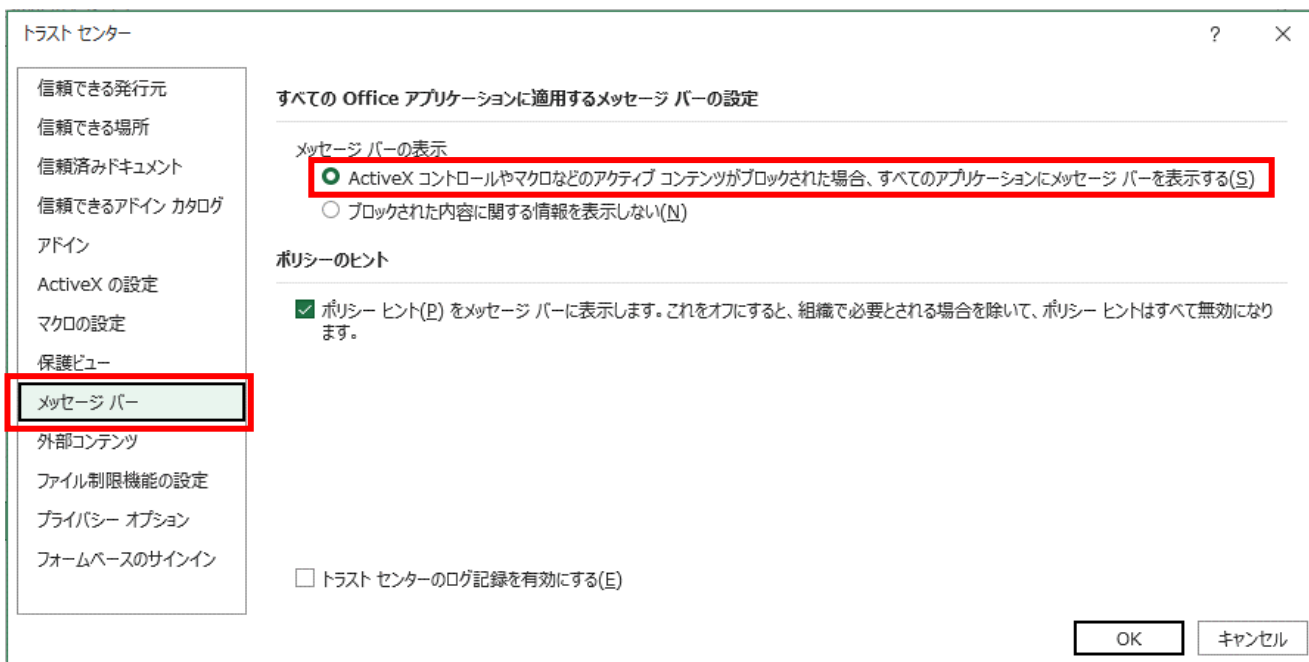 トラスト センター
?
信頼できる発行元
信頼できる場所
信頼済みドキュメント
信頼できるアドイン カタログ
アドイン
ActiveX の設定
マクロの設定
保護ビュー
メッセージ バー
外部コンテンツ
ファイル制限機能の設定
プライバシー オプション
フォームベースのサインイン
すべての Office アプリケーションに適用するメッセージ バーの設定
メッセージ バーの表示
ActiveX コントロールやマクロなどのアクティブ コンテンツがブロックされた場合、すべてのアプリケーションにメッセージ バーを表示する(S)
ブロックされた内容に関する情報を表示しない(N)
ポリシーのヒント
ポリシー ヒント(P) をメッセージ バーに表示します。これをオフにすると、組織で必要とされる場合を除いて、ポリシー ヒントはすべて無効になり
ます。
トラスト センターのログ記録を有効にする(E)
OK
キャンセル